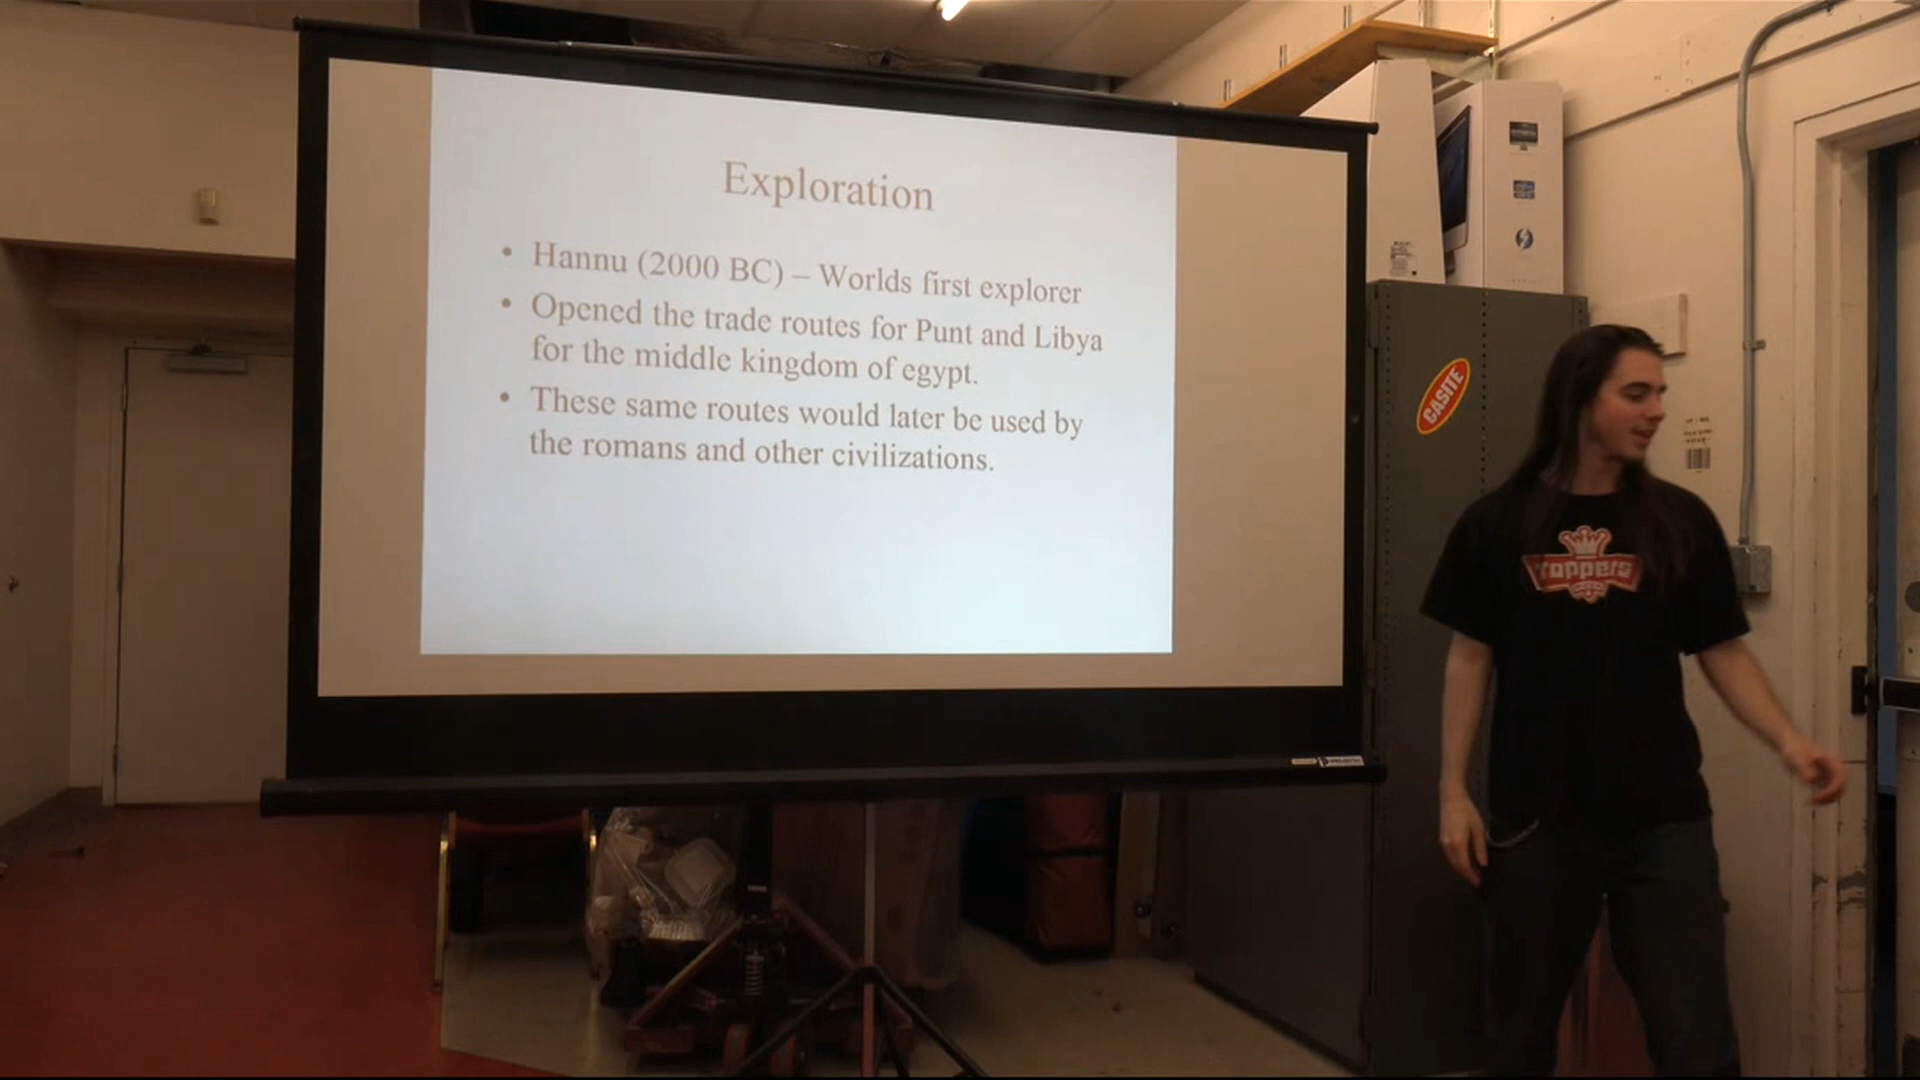 Exploration
• Hannu (2000 BC) – Worlds first explorer
• Opened the trade routes for Punt and Libya
for the middle kingdom of egypt.
• These same routes would later be used by
the romans and other civilizations.
CASITE
Toppers